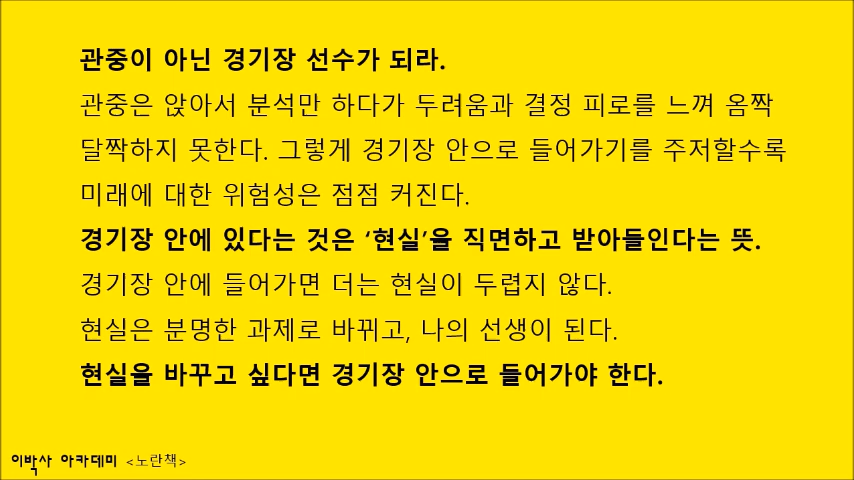 관중이 아닌 경기장 선수가 되라.
관중은 앉아서 분석만 하다가 두려움과 결정 피로를 느껴 옴짝
달짝하지 못한다. 그렇게 경기장 안으로 들어가기를 주저할수록
미래에 대한 위험성은 점점 커진다.
경기장 안에 있다는 것은 ‘현실’을 직면하고 받아들인다는 뜻.
경기장 안에 들어가면 더는 현실이 두렵지 않다.
현실은 분명한 과제로 바뀌고, 나의 선생이 된다.
현실을 바꾸고 싶다면 경기장 안으로 들어가야 한다.
이박사 아카데미 <노란책>